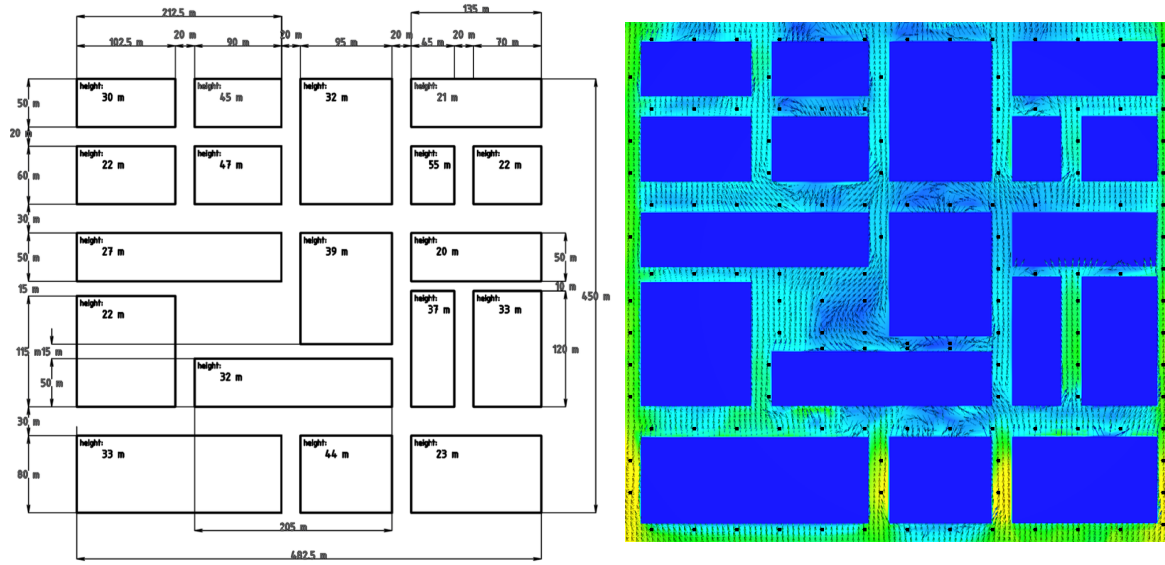 212.5 m
135 m
20 m
20 m
20 m
102.5 m
90 m
95 m
45 m
70 m
height:
30 m
height:
45 m
height:
32 m
height:
21 m
50 m
20 m
height:
22 m
height:
47 m
height:
55 m
height:
22 m
60 m
30 m
height:
27 m
height:
39 m
height:
20 m
50 m
50 m
15 m
10 m
450 m
height:
22 m
height:
37 m
height:
33 m
115 m
15 m
120 m
height:
32 m
50 m
30 m
height:
33 m
height:
44 m
height:
23 m
80 m
205 m
482.5 m